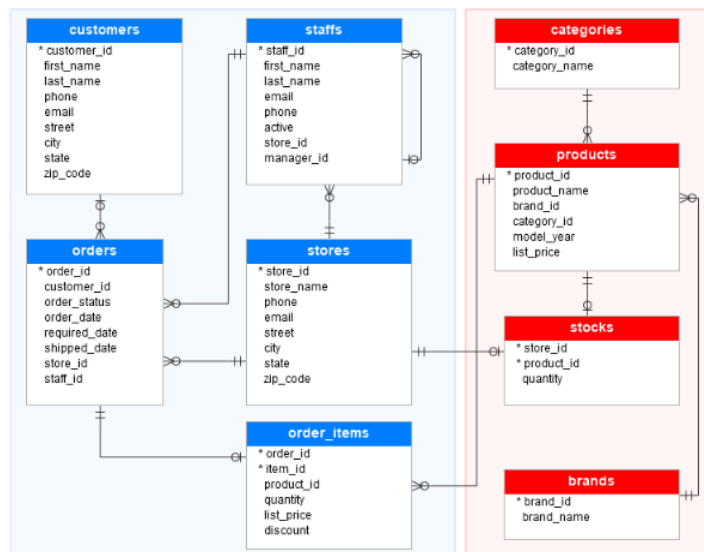 customers
* customer_id
first_name
last_name
phone
email
street
city
state
zip_code
staffs
* staff_id
first_name
last_name
email
phone
active
store_id
manager_id
categories
* category_id
category_name
products
* product_id
product_name
brand_id
category_id
model_year
list_price
orders
* order_id
customer_id
order_status
order_date
required_date
shipped_date
store_id
staff_id
stores
* store_id
store_name
phone
email
street
city
state
zip_code
stocks
* store_id
* product_id
quantity
order_items
* order_id
* item_id
product_id
quantity
list_price
discount
brands
* brand_id
brand_name